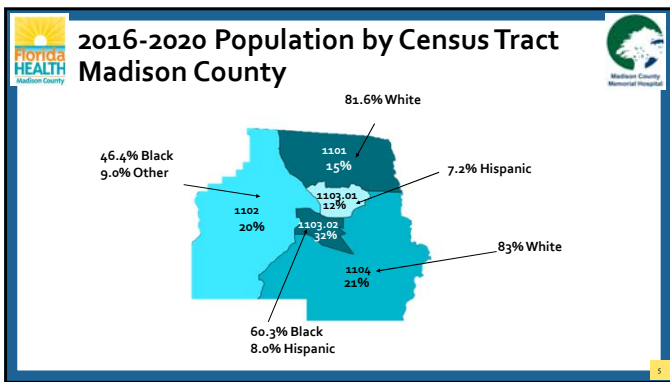 Florida
HEALTH
Madison County
2016-2020 Population by Census Tract
Madison County
Madison County
Memorial Hospital
81.6% White
46.4% Black
9.0% Other
1101
15%
7.2% Hispanic
1103.01
12%
1102
20%
1103.02
32%
83% White
1104
21%
60.3% Black
8.0% Hispanic
5